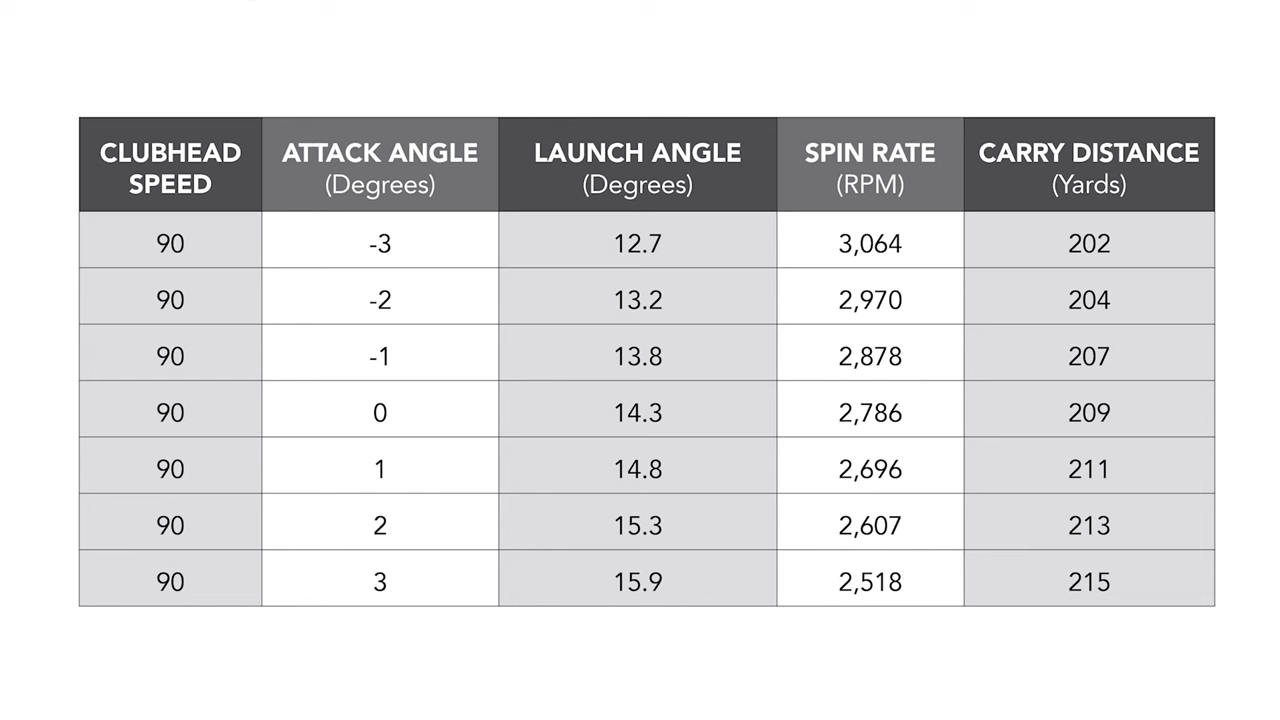 CLUBHEAD SPEED ATTACK ANGLE (Degrees) LAUNCH ANGLE (Degrees) SPIN RATE (RPM) CARRY DISTANCE (Yards)
90 -3 12.7 3,064 202
90 -2 13.2 2,970 204
90 -1 13.8 2,878 207
90 0 14.3 2,786 209
90 1 14.8 2,696 211
90 2 15.3 2,607 213
90 3 15.9 2,518 215